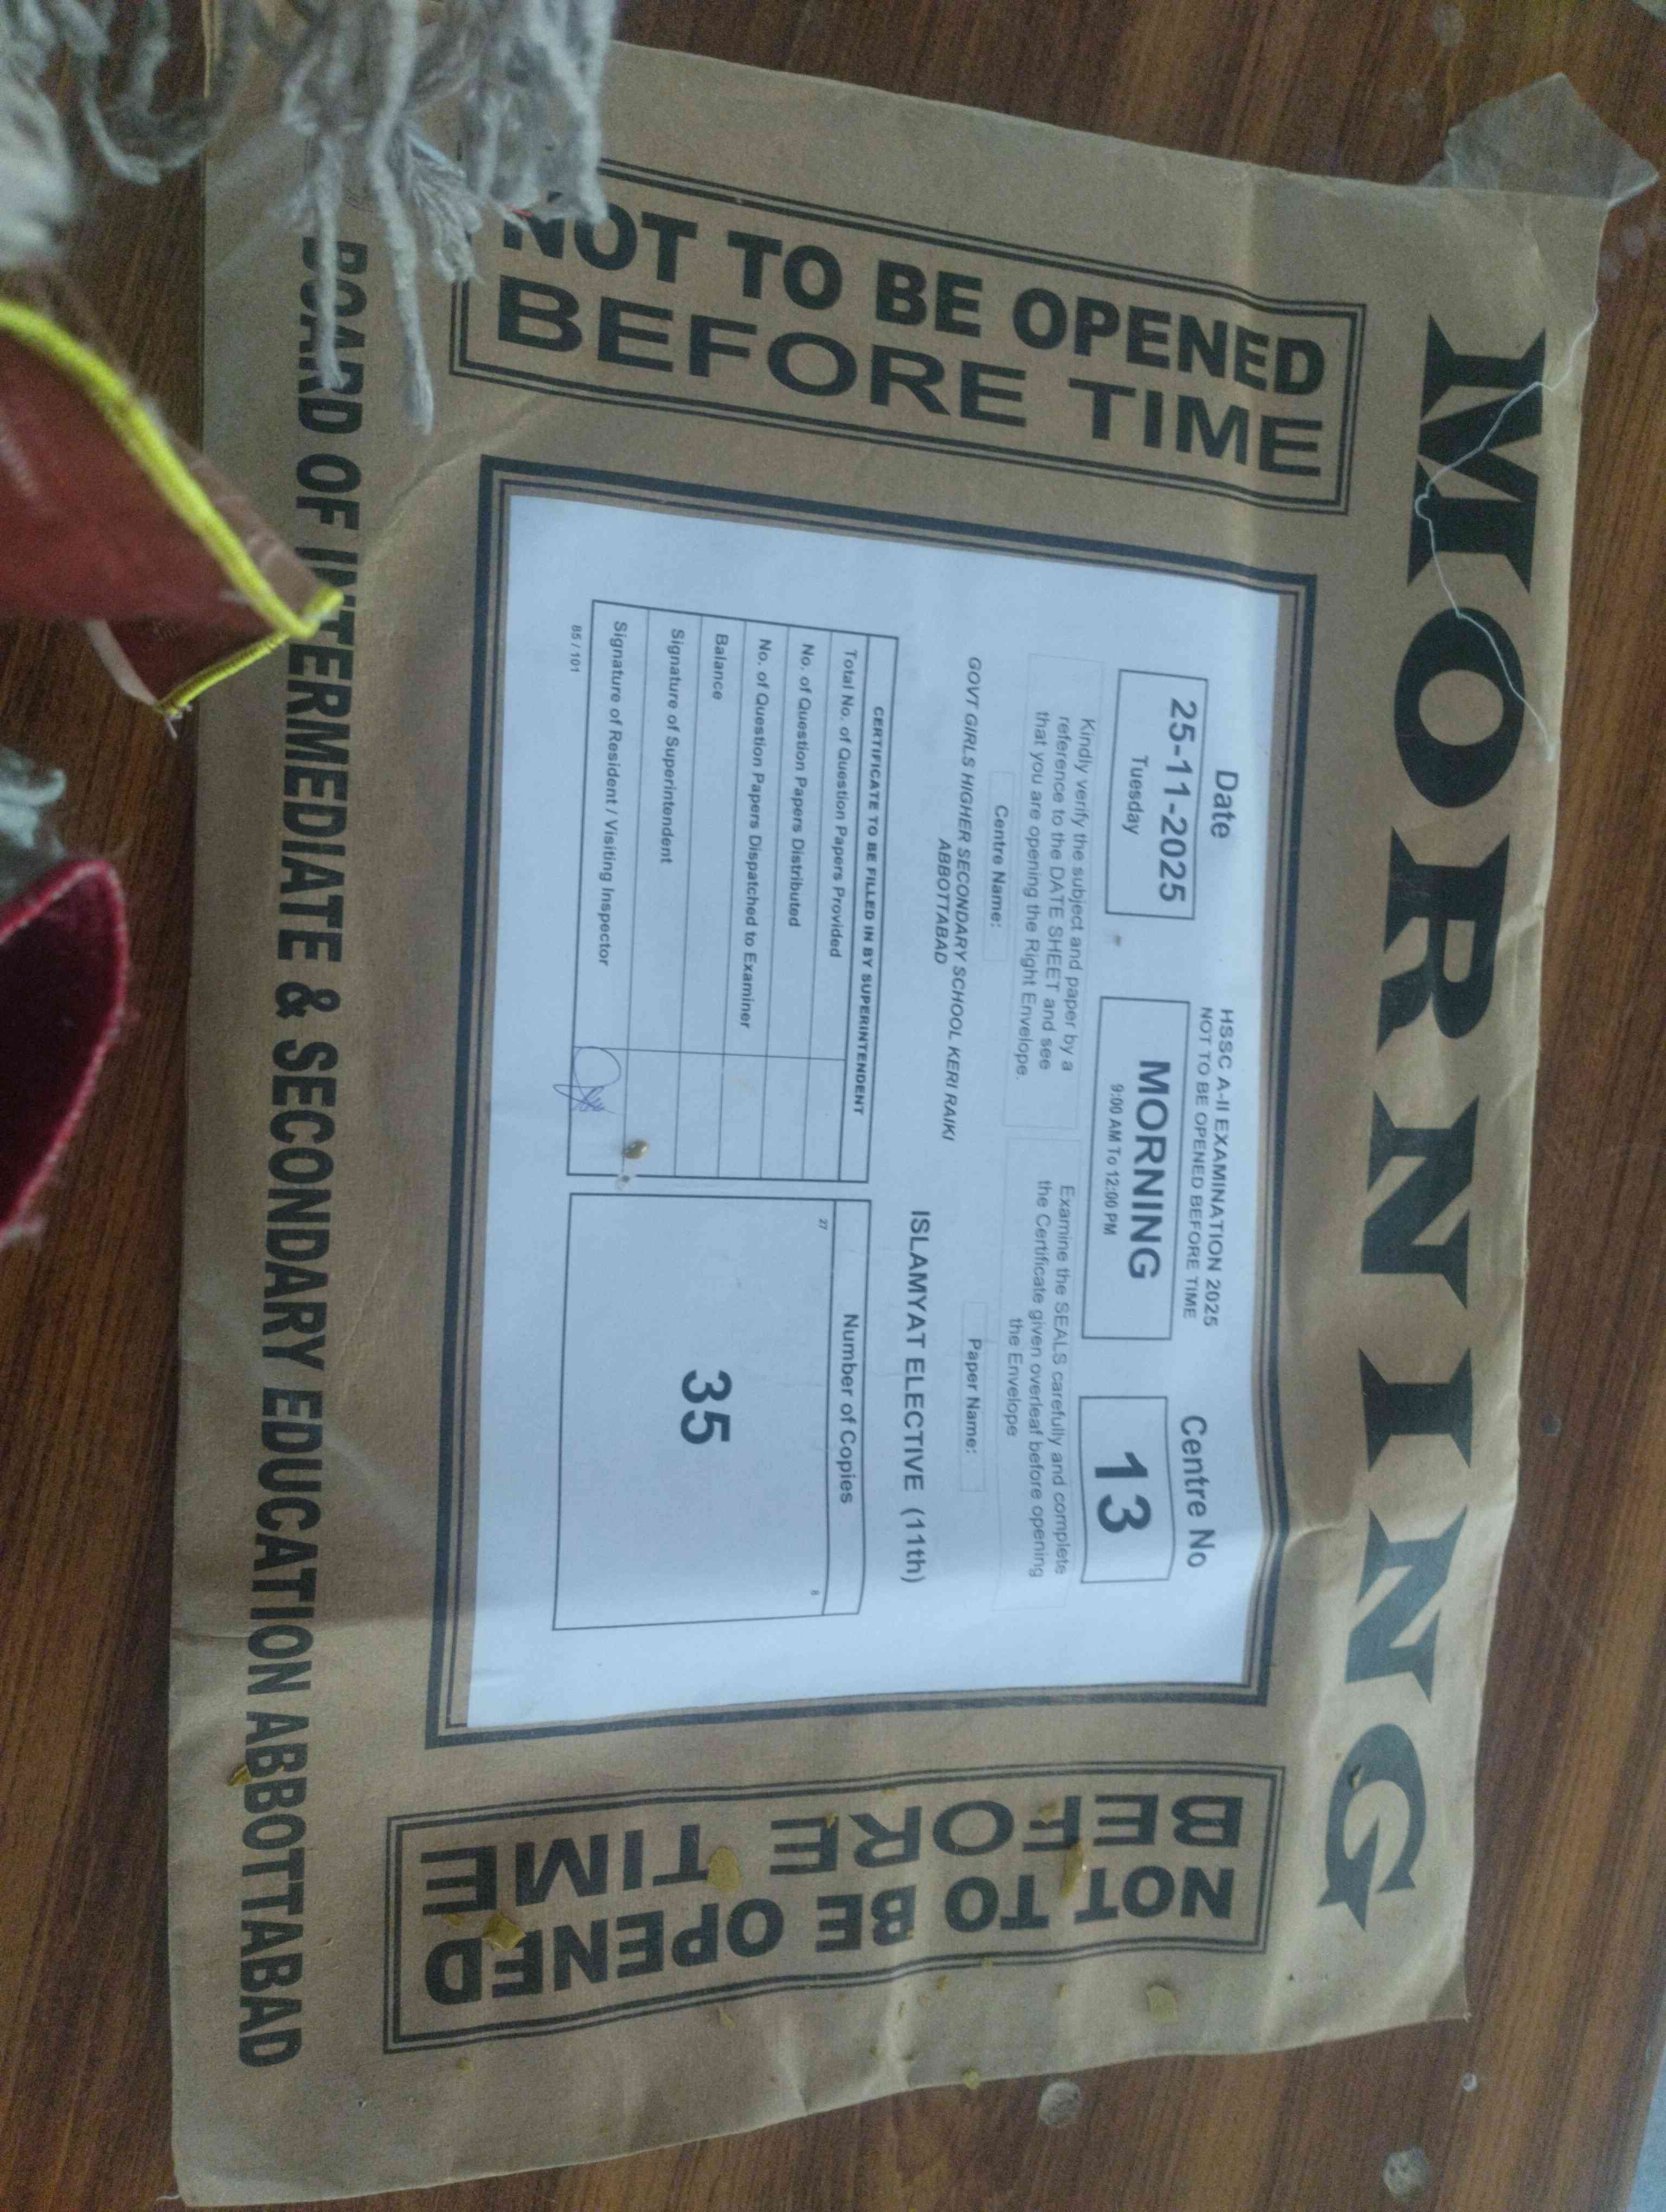 MORNING
NOT TO BE OPENED
BEFORE TIME
Date
25-11-2025
Tuesday
HSSC A-II EXAMINATION 2025
NOT TO BE OPENED BEFORE TIME
MORNING
9:00 AM To 12:00 PM
Centre No
13
Kindly verify the subject and paper by a
reference to the DATE SHEET and see
that you are opening the Right Envelope.
Examine the SEALS carefully and complete
the Certificate given overleaf before opening
the Envelope
Centre Name:
GOVT GIRLS HIGHER SECONDARY SCHOOL KERI RAIKI
ABBOTTABAD
Paper Name:
ISLAMYAT ELECTIVE (11th)
CERTIFICATE TO BE FILLED IN BY SUPERINTENDENT
Total No. of Question Papers Provided
No. of Question Papers Distributed
No. of Question Papers Dispatched to Examiner
Balance
Signature of Superintendent
Signature of Resident / Visiting Inspector
85 / 101
Number of Copies
27
8
35
NOT TO BE OPENED
BEFORE TIME
BOARD OF INTERMEDIATE & SECONDARY EDUCATION ABBOTTABAD